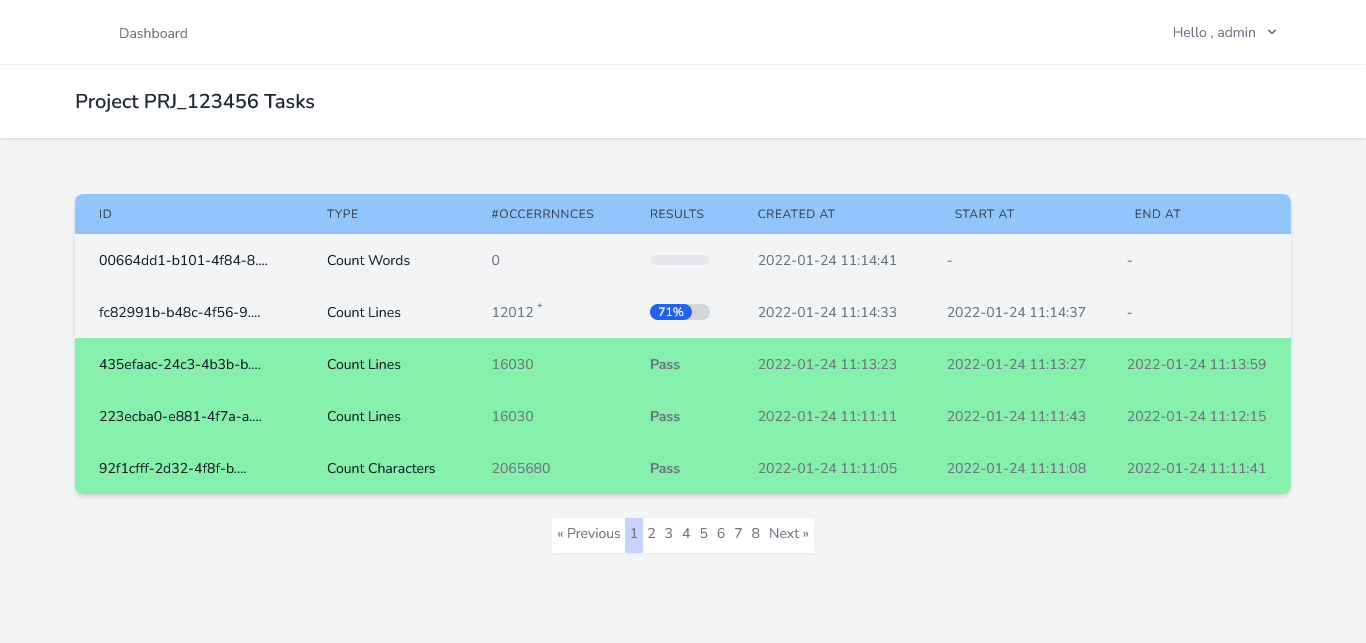 Dashboard Hello , admin
Project PRJ_123456 Tasks
ID TYPE #OCCERRNNCES RESULTS CREATED AT START AT END AT
00664dd1-b101-4f84-8.... Count Words 0 2022-01-24 11:14:41 - -
fc82991b-b48c-4f56-9.... Count Lines 12012 * 71% 2022-01-24 11:14:33 2022-01-24 11:14:37 -
435efaac-24c3-4b3b-b.... Count Lines 16030 Pass 2022-01-24 11:13:23 2022-01-24 11:13:27 2022-01-24 11:13:59
223ecba0-e881-4f7a-a.... Count Lines 16030 Pass 2022-01-24 11:11:11 2022-01-24 11:11:43 2022-01-24 11:12:15
92f1cfff-2d32-4f8f-b.... Count Characters 2065680 Pass 2022-01-24 11:11:05 2022-01-24 11:11:08 2022-01-24 11:11:41
« Previous 1 2 3 4 5 6 7 8 Next »